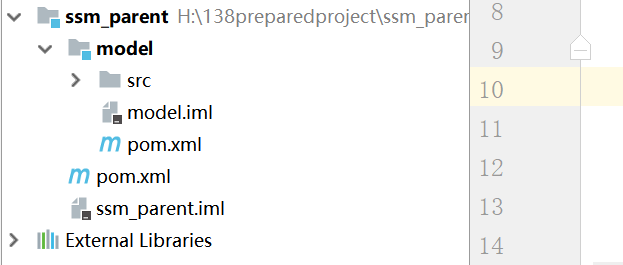 ssm_parent H:\138preparedproject\ssm_parer
model
src
model.iml
m pom.xml
m pom.xml
ssm_parent.iml
External Libraries
8
9
10
11
12
13
14